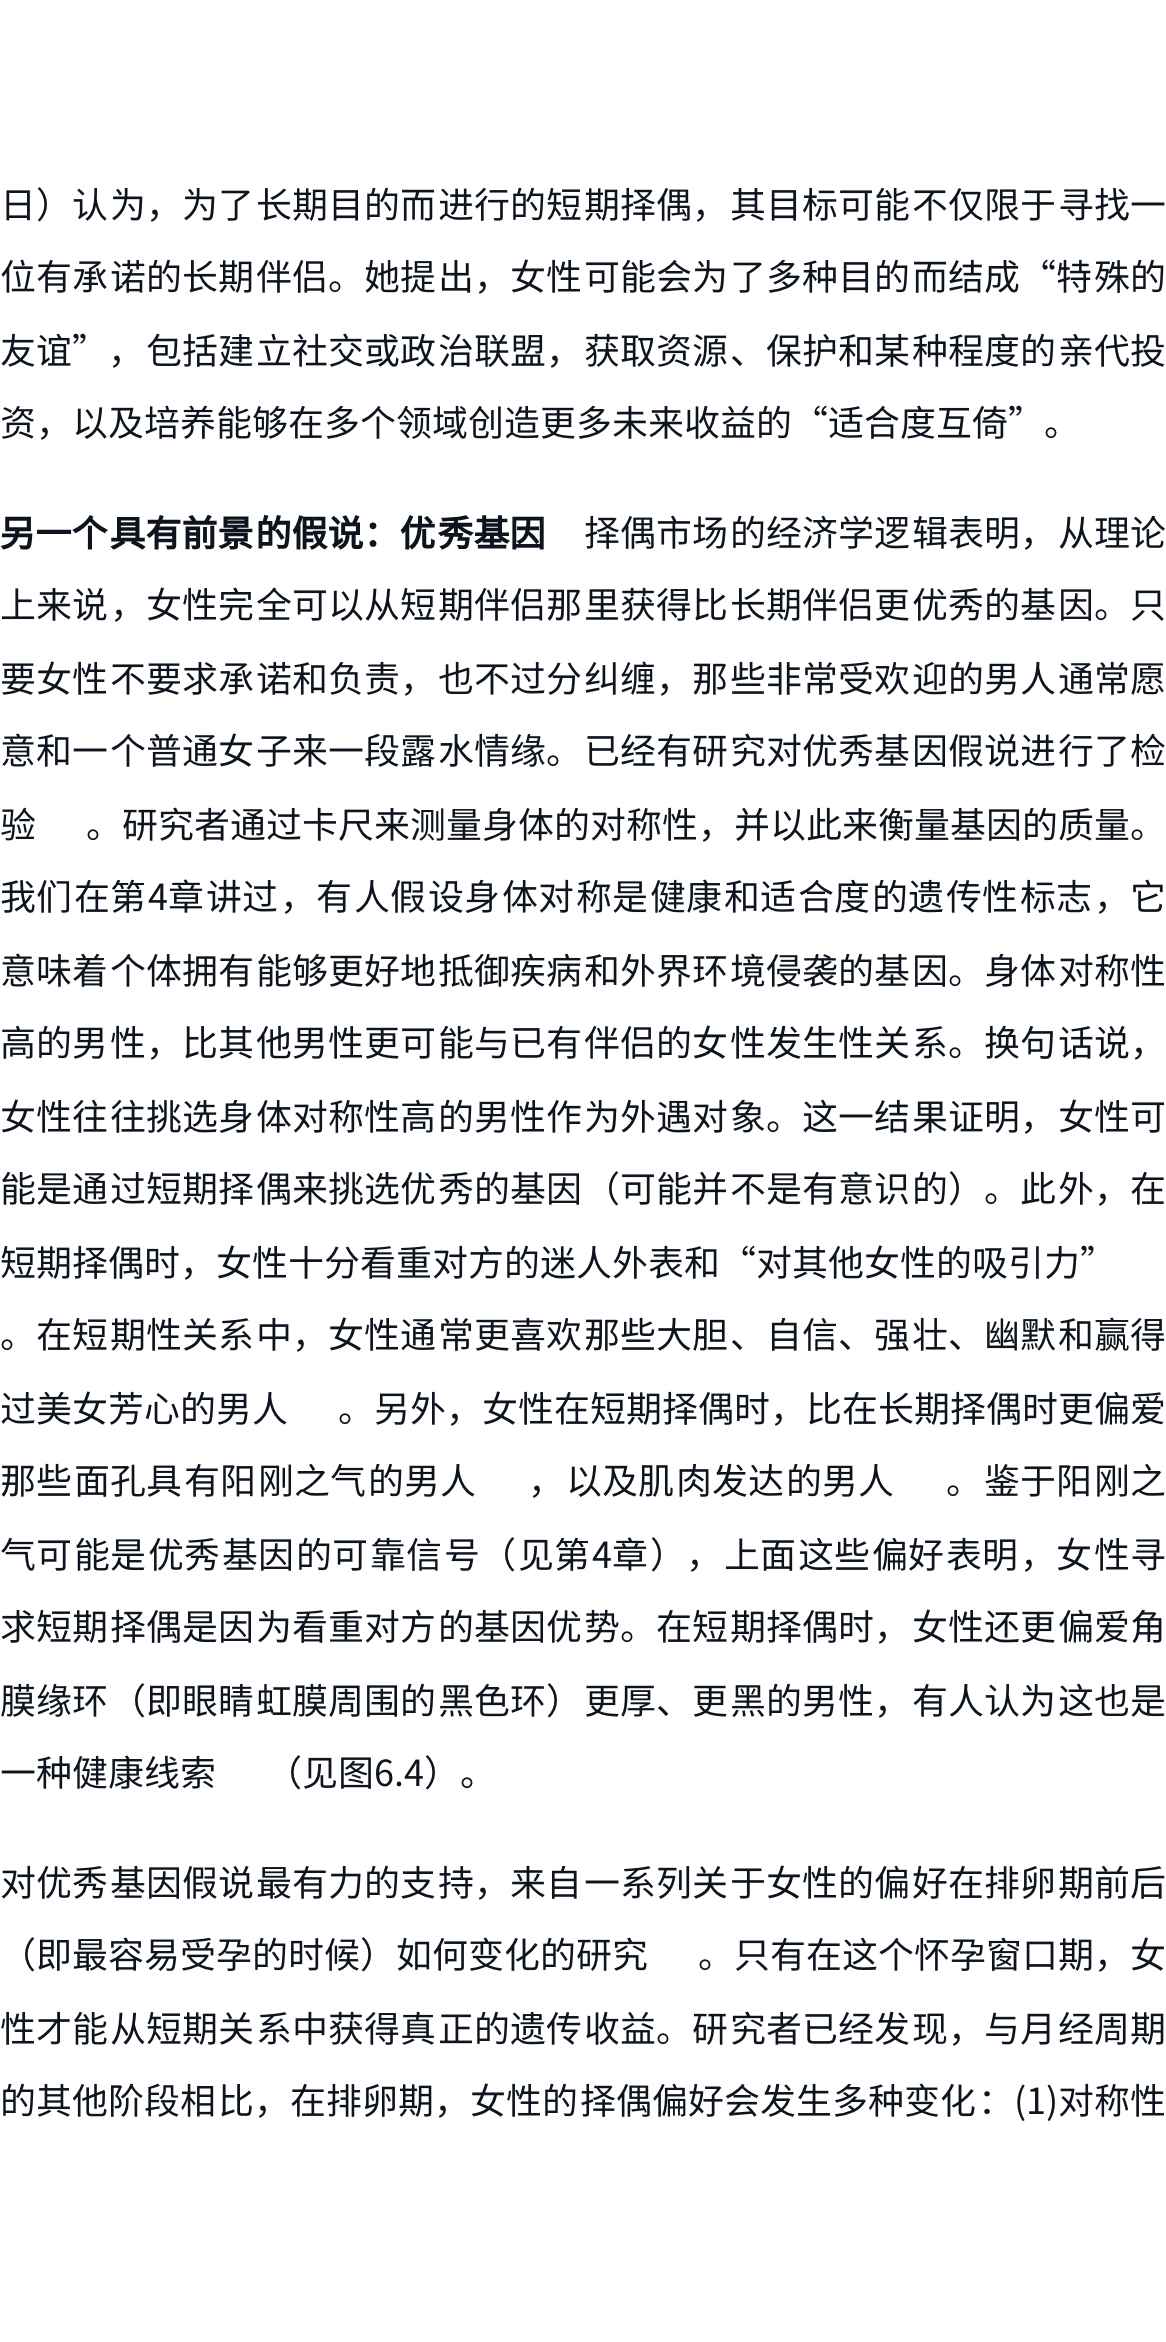 日）认为，为了长期目的而进行的短期择偶，其目标可能不仅限于寻找一
位有承诺的长期伴侣。她提出，女性可能会为了多种目的而结成“特殊的
友谊”，包括建立社交或政治联盟，获取资源、保护和某种程度的亲代投
资，以及培养能够在多个领域创造更多未来收益的“适合度互倚”。
另一个具有前景的假说：优秀基因　择偶市场的经济学逻辑表明，从理论
上来说，女性完全可以从短期伴侣那里获得比长期伴侣更优秀的基因。只
要女性不要求承诺和负责，也不过分纠缠，那些非常受欢迎的男人通常愿
意和一个普通女子来一段露水情缘。已经有研究对优秀基因假说进行了检
验　。研究者通过卡尺来测量身体的对称性，并以此来衡量基因的质量。
我们在第4章讲过，有人假设身体对称是健康和适合度的遗传性标志，它
意味着个体拥有能够更好地抵御疾病和外界环境侵袭的基因。身体对称性
高的男性，比其他男性更可能与已有伴侣的女性发生性关系。换句话说，
女性往往挑选身体对称性高的男性作为外遇对象。这一结果证明，女性可
能是通过短期择偶来挑选优秀的基因（可能并不是有意识的）。此外，在
短期择偶时，女性十分看重对方的迷人外表和“对其他女性的吸引力”
。在短期性关系中，女性通常更喜欢那些大胆、自信、强壮、幽默和赢得
过美女芳心的男人　。另外，女性在短期择偶时，比在长期择偶时更偏爱
那些面孔具有阳刚之气的男人　，以及肌肉发达的男人　。鉴于阳刚之
气可能是优秀基因的可靠信号（见第4章），上面这些偏好表明，女性寻
求短期择偶是因为看重对方的基因优势。在短期择偶时，女性还更偏爱角
膜缘环（即眼睛虹膜周围的黑色环）更厚、更黑的男性，有人认为这也是
一种健康线索　（见图6.4）。
对优秀基因假说最有力的支持，来自一系列关于女性的偏好在排卵期前后
（即最容易受孕的时候）如何变化的研究　。只有在这个怀孕窗口期，女
性才能从短期关系中获得真正的遗传收益。研究者已经发现，与月经周期
的其他阶段相比，在排卵期，女性的择偶偏好会发生多种变化：(1)对称性